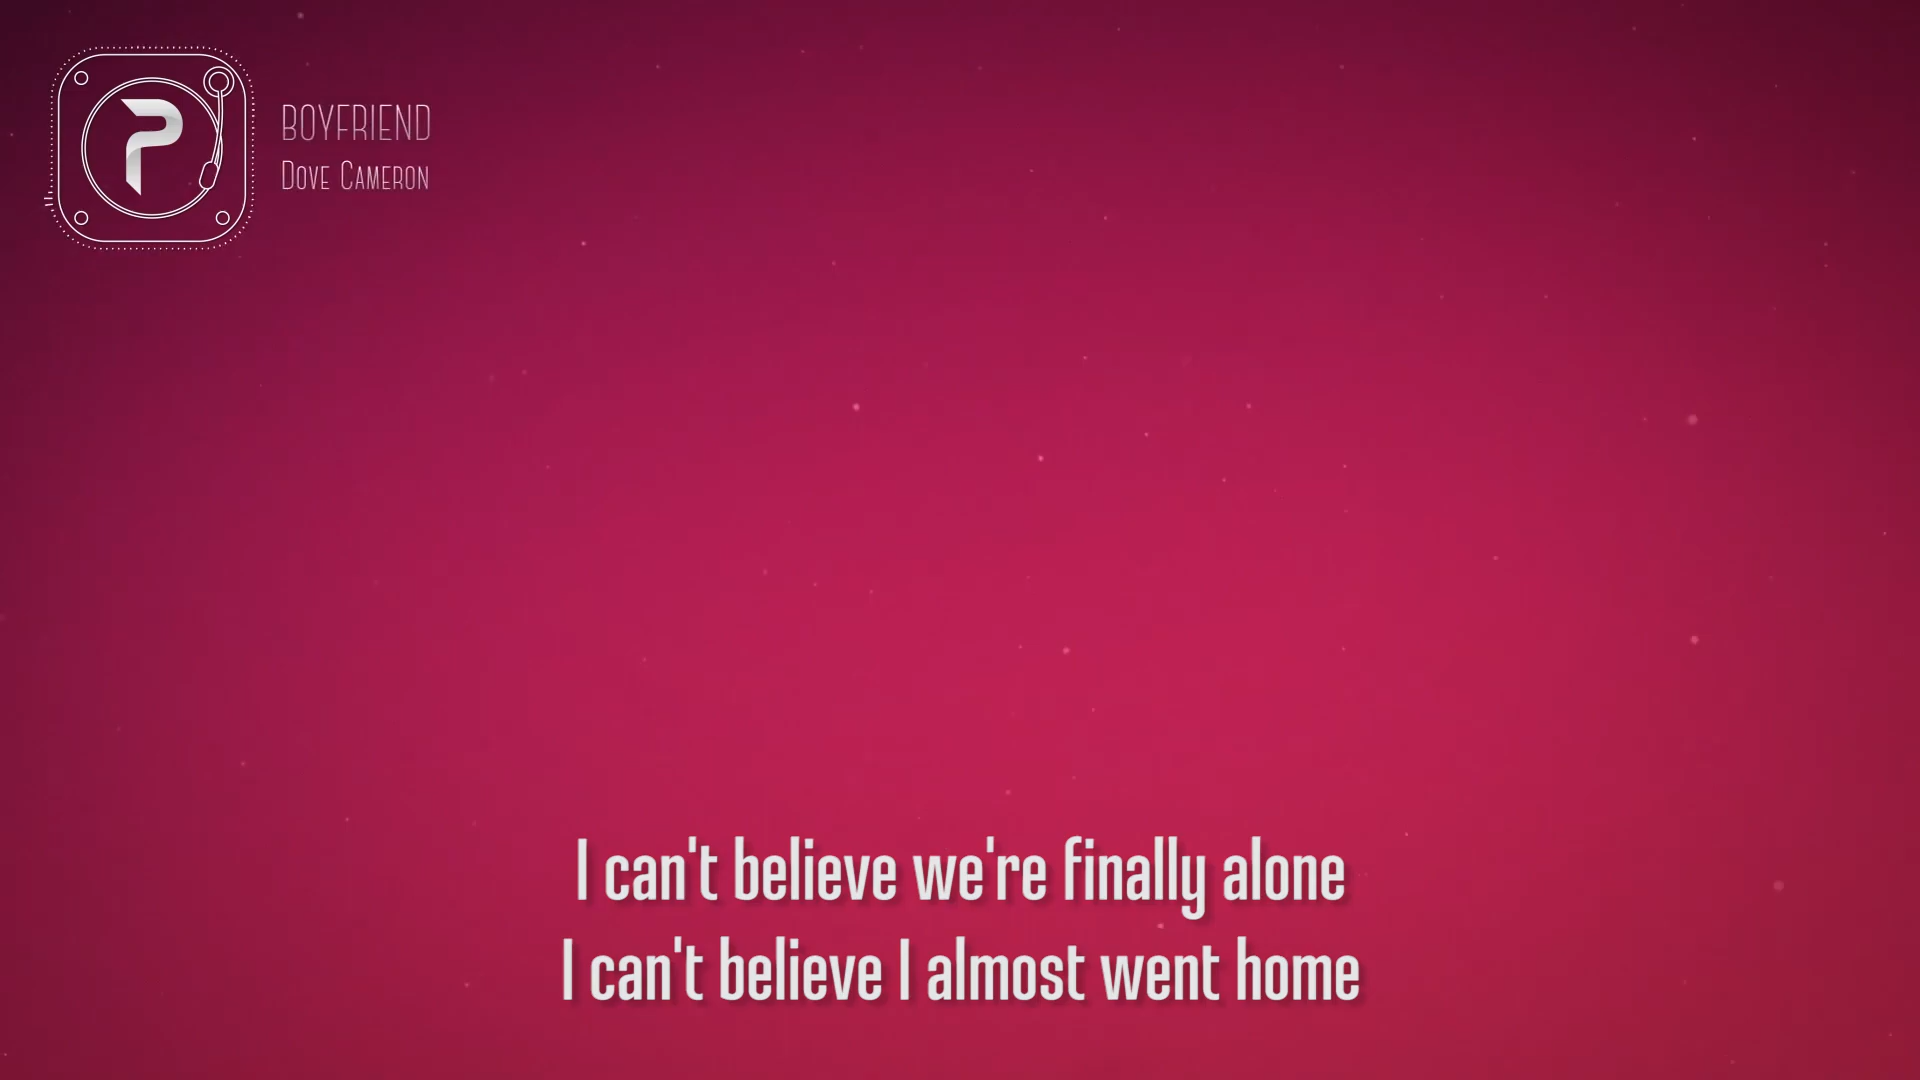 BOYFRIEND
Dove Cameron
I can't believe we're finally alone
I can't believe I almost went home